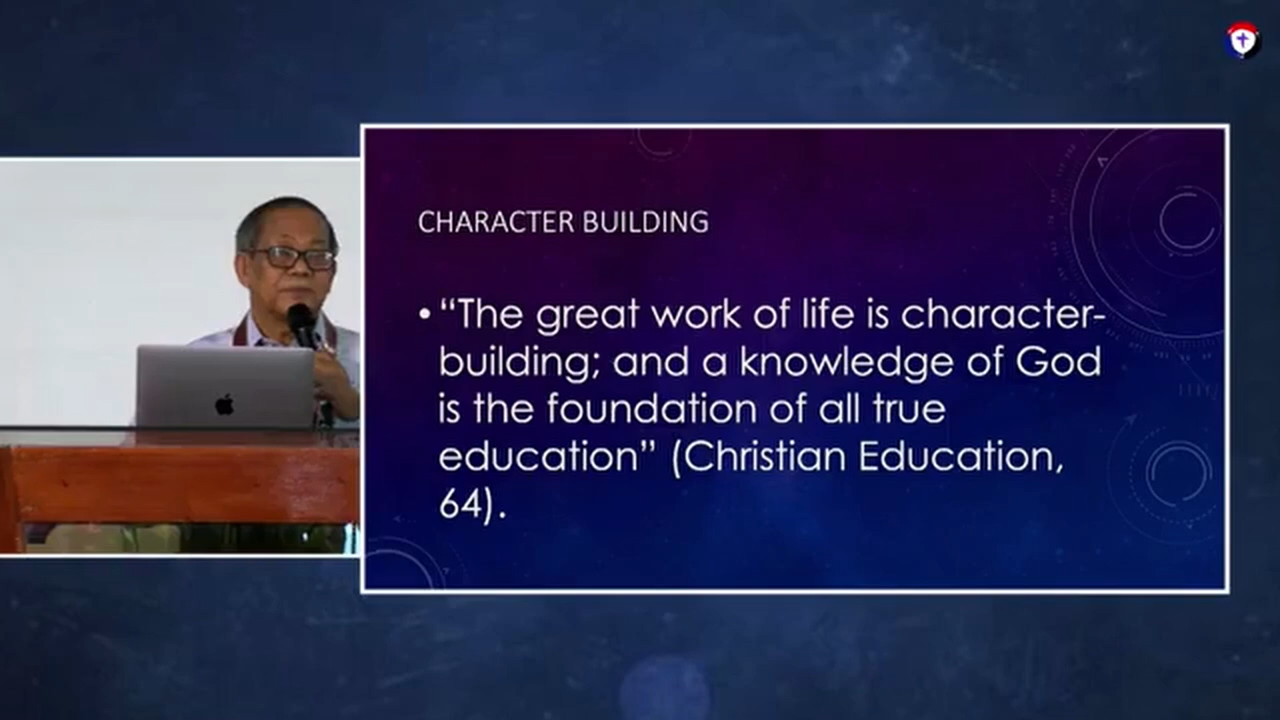 CHARACTER BUILDING
• “The great work of life is character-
building; and a knowledge of God
is the foundation of all true
education” (Christian Education,
64).